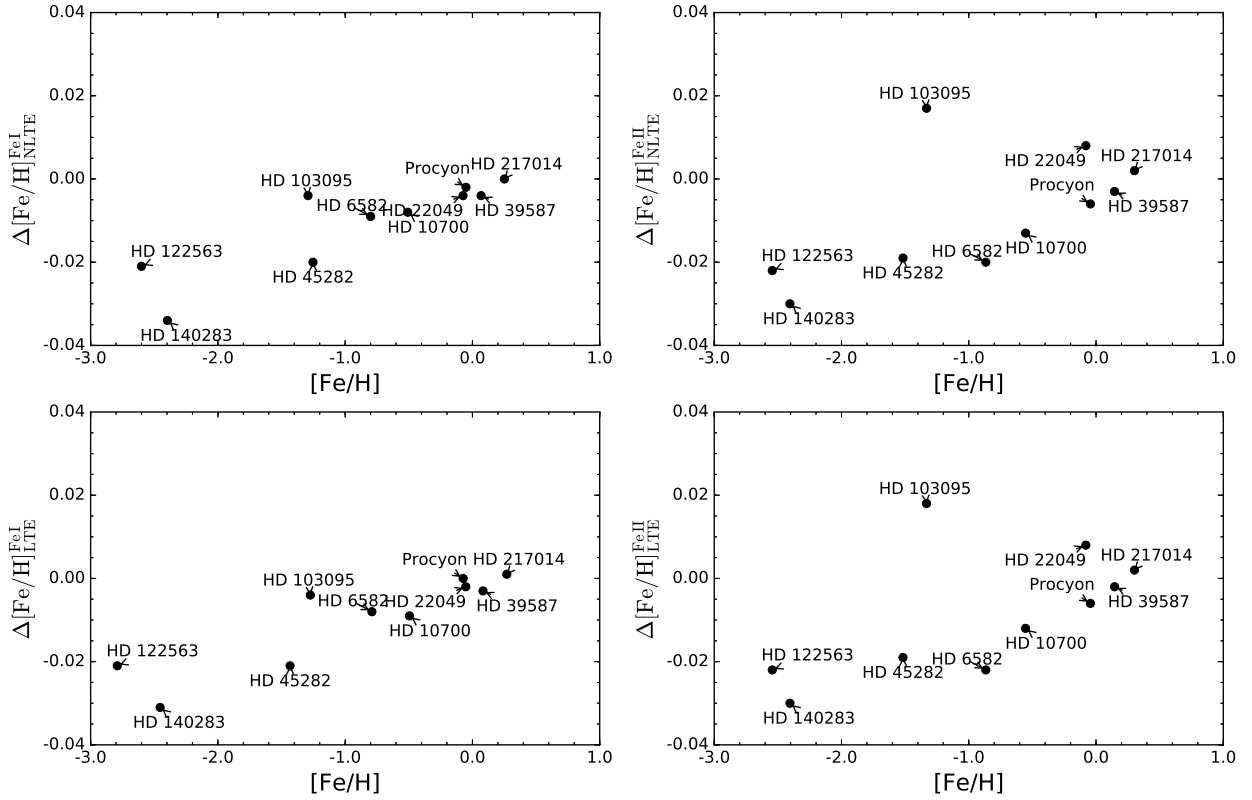 0.04
0.02
0.00
-0.02
-0.04
Δ[Fe/H]^{FeI}_{NLTE}
HD 103095
Procyon
HD 217014
HD 6582
HD 22049
HD 39587
HD 10700
HD 122563
HD 45282
HD 140283
-3.0 -2.0 -1.0 0.0 1.0
[Fe/H]
0.04
0.02
0.00
-0.02
-0.04
Δ[Fe/H]^{FeII}_{NLTE}
HD 103095
HD 22049
HD 217014
Procyon
HD 39587
HD 122563
HD 6582
HD 10700
HD 45282
HD 140283
-3.0 -2.0 -1.0 0.0 1.0
[Fe/H]
0.04
0.02
0.00
-0.02
-0.04
Δ[Fe/H]^{FeI}_{LTE}
Procyon
HD 217014
HD 103095
HD 6582
HD 22049
HD 39587
HD 10700
HD 122563
HD 45282
HD 140283
-3.0 -2.0 -1.0 0.0 1.0
[Fe/H]
0.04
0.02
0.00
-0.02
-0.04
Δ[Fe/H]^{FeII}_{LTE}
HD 103095
HD 22049
HD 217014
Procyon
HD 39587
HD 10700
HD 122563
HD 6582
HD 45282
HD 140283
-3.0 -2.0 -1.0 0.0 1.0
[Fe/H]